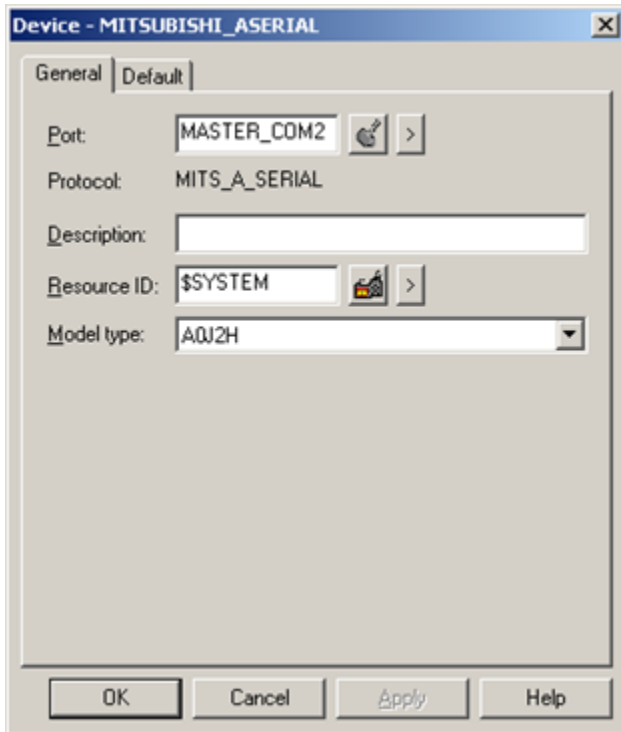 Device - MITSUBISHI_ASERIAL
General Default
Port: MASTER_COM2 >
Protocol: MITS_A_SERIAL
Description:
Resource ID: $SYSTEM >
Model type: A0J2H
OK Cancel Apply Help